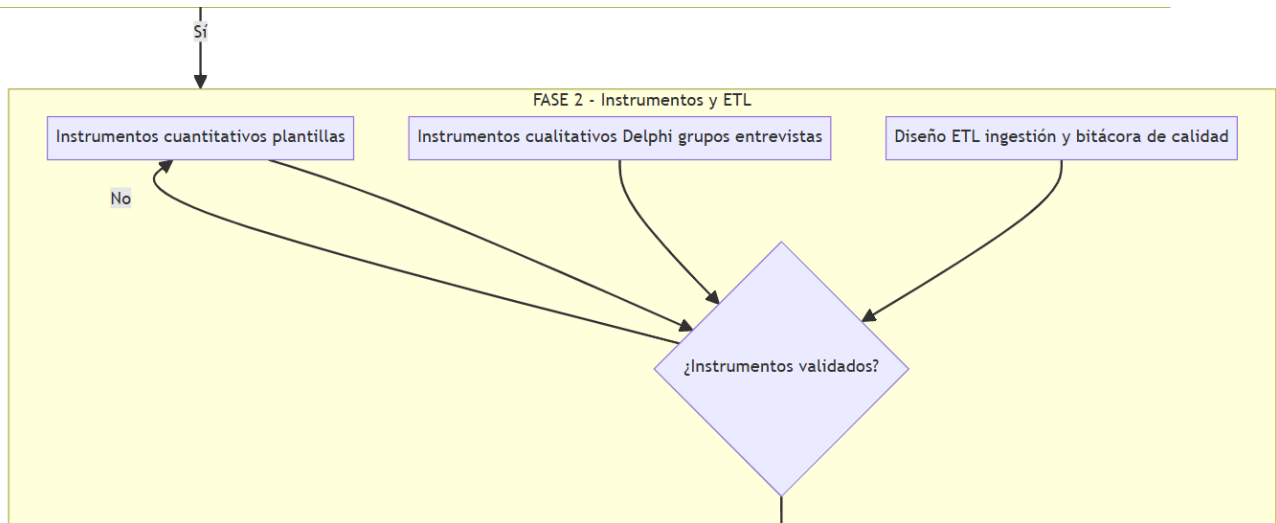 Sí
FASE 2 - Instrumentos y ETL
Instrumentos cuantitativos plantillas
Instrumentos cualitativos Delphi grupos entrevistas
Diseño ETL ingestión y bitácora de calidad
No
¿Instrumentos validados?